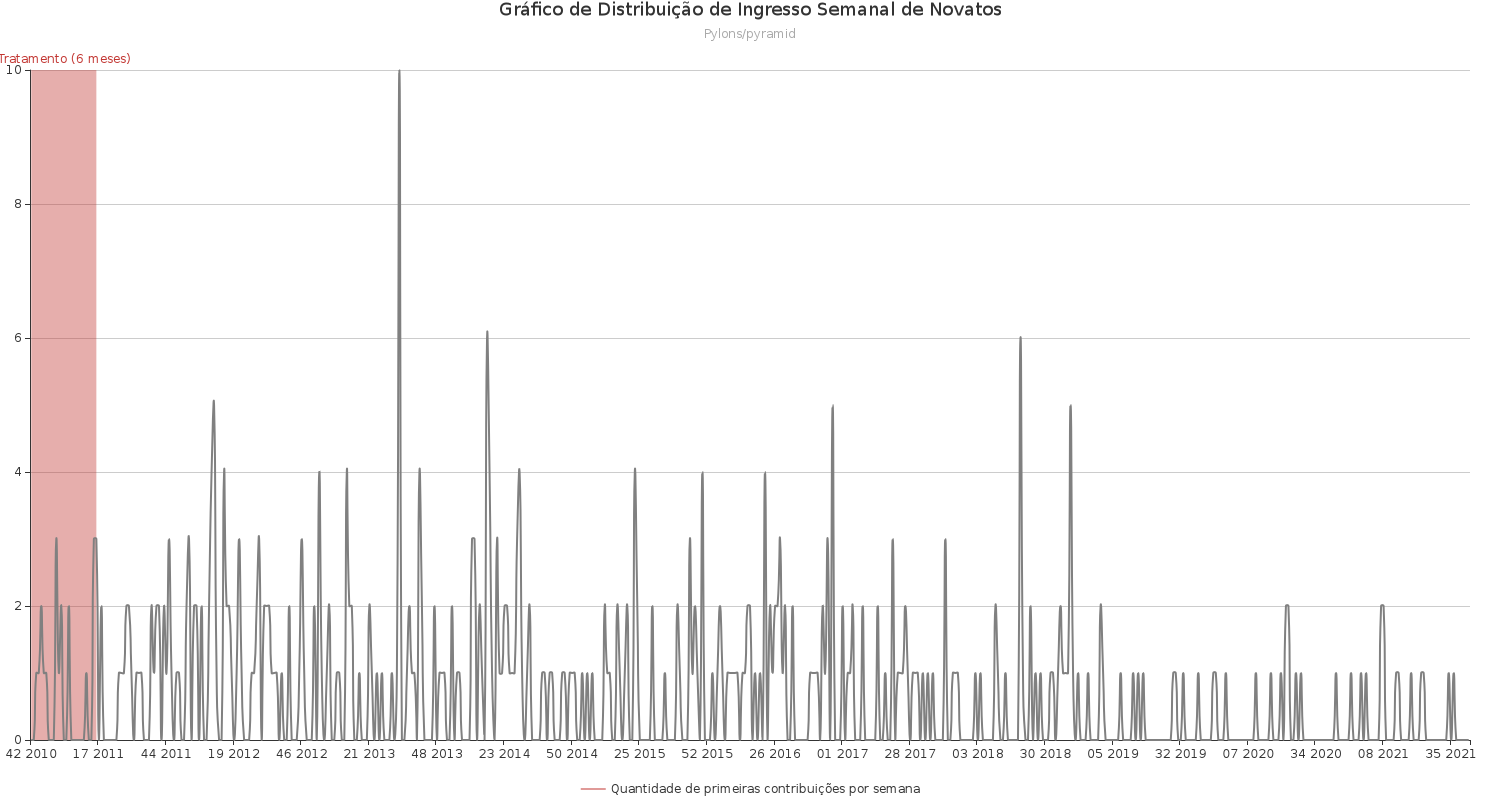 Gráfico de Distribuição de Ingresso Semanal de Novatos
Pylons/pyramid
Tratamento (6 meses)
10
8
6
4
2
0
42 2010 17 2011 44 2011 19 2012 46 2012 21 2013 48 2013 23 2014 50 2014 25 2015 52 2015 26 2016 01 2017 28 2017 03 2018 30 2018 05 2019 32 2019 07 2020 34 2020 08 2021 35 2021
Quantidade de primeiras contribuições por semana